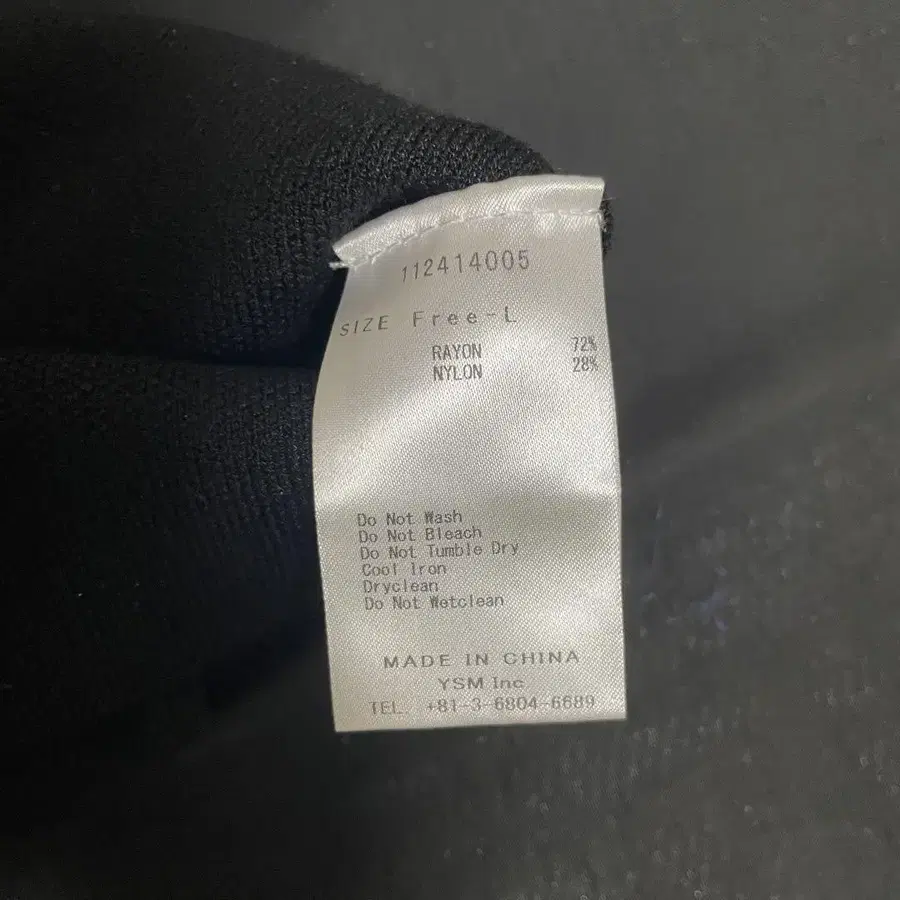 112414005
SIZE Free-L
RAYON 72%
NYLON 28%
Do Not Wash
Do Not Bleach
Do Not Tumble Dry
Cool Iron
Dryclean
Do Not Wetclean
MADE IN CHINA
YSM Inc
TEL. +81-3-6804-6689